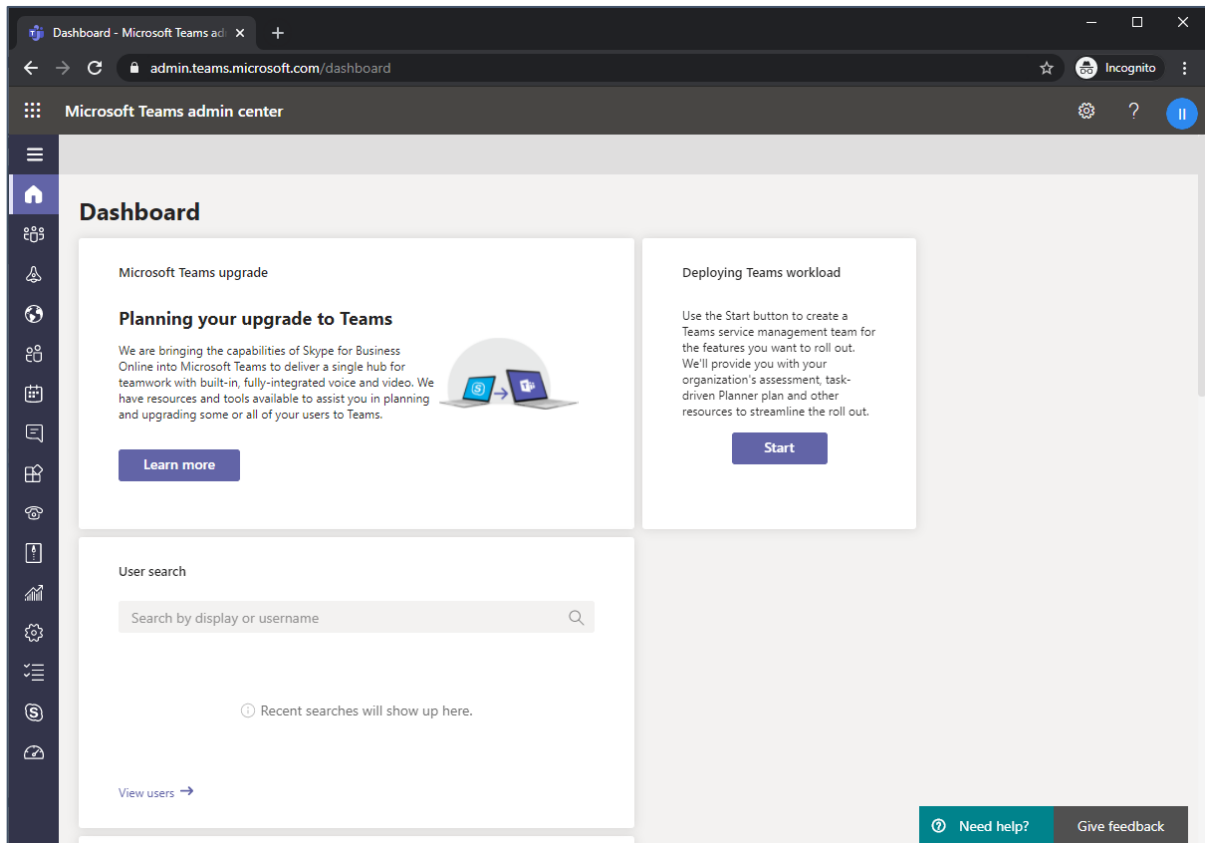 Dashboard - Microsoft Teams ad
admin.teams.microsoft.com/dashboard
Incognito
Microsoft Teams admin center
II
Dashboard
Microsoft Teams upgrade
Planning your upgrade to Teams
We are bringing the capabilities of Skype for Business
Online into Microsoft Teams to deliver a single hub for
teamwork with built-in, fully-integrated voice and video. We
have resources and tools available to assist you in planning
and upgrading some or all of your users to Teams.
Learn more
Deploying Teams workload
Use the Start button to create a
Teams service management team for
the features you want to roll out.
We'll provide you with your
organization's assessment, task-
driven Planner plan and other
resources to streamline the roll out.
Start
User search
Search by display or username
Recent searches will show up here.
View users
Need help?
Give feedback